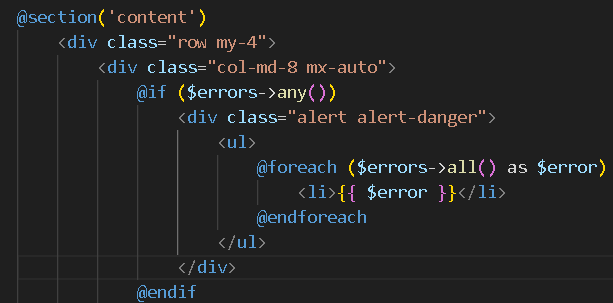 @section('content')
<div class="row my-4">
<div class="col-md-8 mx-auto">
@if ($errors->any())
<div class="alert alert-danger">
<ul>
@foreach ($errors->all() as $error)
<li>{{ $error }}</li>
@endforeach
</ul>
</div>
@endif